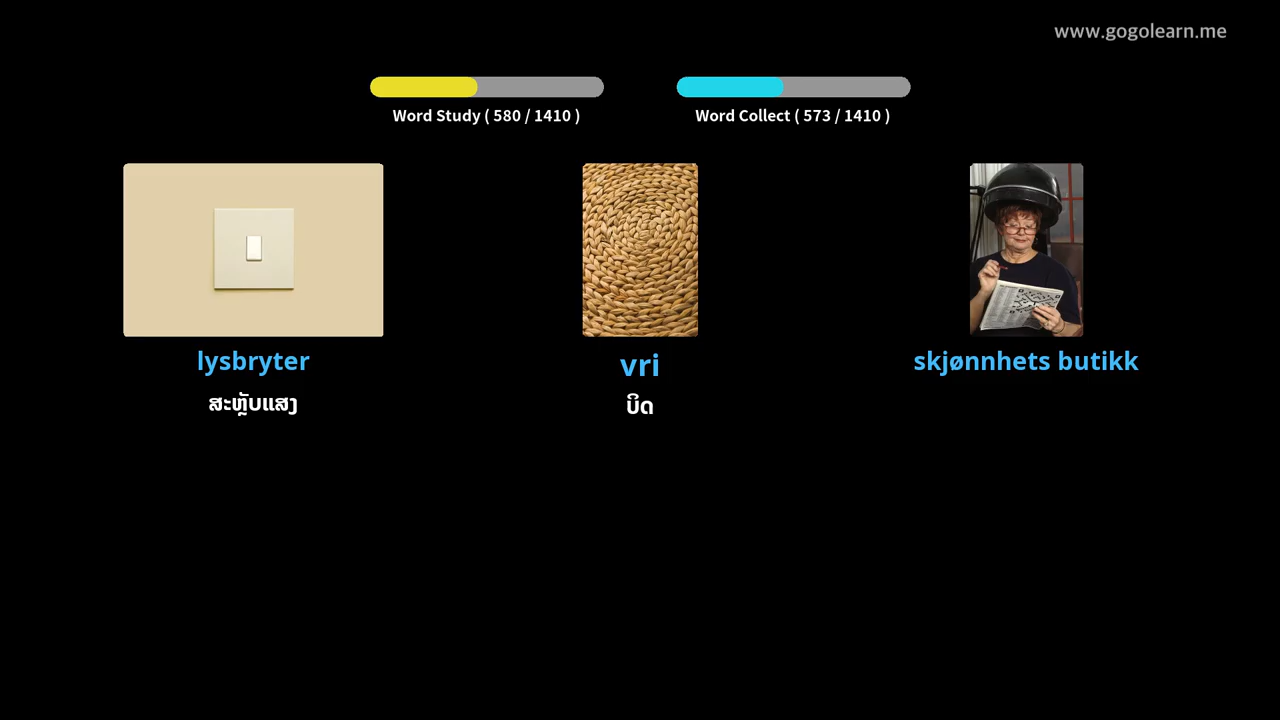 www.gogolearn.me
Word Study ( 580 / 1410 )
Word Collect ( 573 / 1410 )
lysbryter
vri
skjønnhets butikk
ສະຫຼັບແສງ
ບິດ